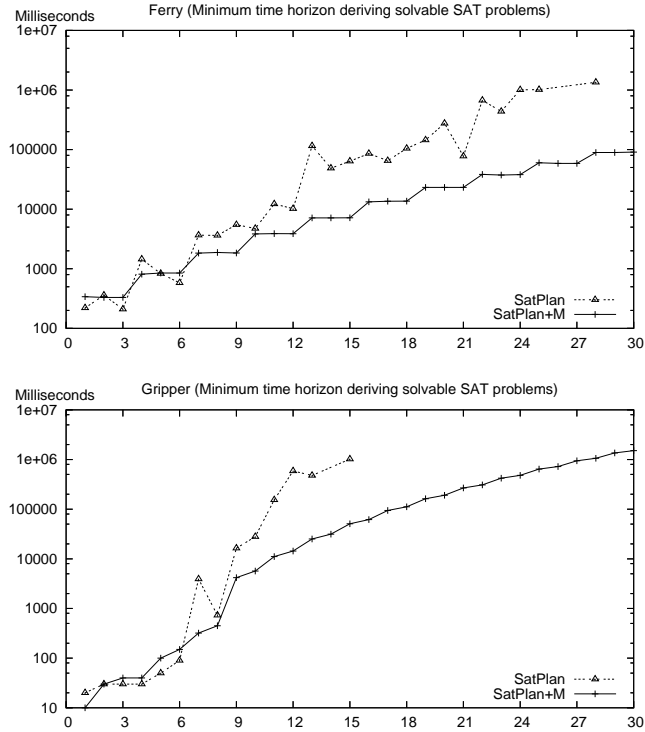 Ferry (Minimum time horizon deriving solvable SAT problems)
Milliseconds
1e+07
1e+06
100000
10000
1000
100
0 3 6 9 12 15 18 21 24 27 30
SatPlan
SatPlan+M
Gripper (Minimum time horizon deriving solvable SAT problems)
Milliseconds
1e+07
1e+06
100000
10000
1000
100
10
0 3 6 9 12 15 18 21 24 27 30
SatPlan
SatPlan+M